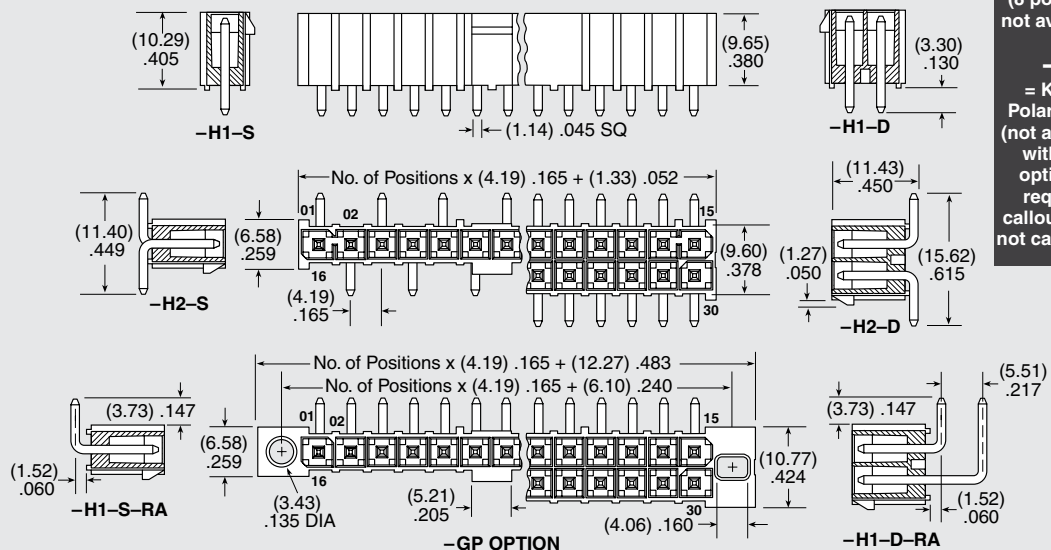 (10.29)
.405
–H1–S
(9.65)
.380
(1.14) .045 SQ
(3.30)
.130
–H1–D
not av
= K
Polar
(not a
with
opti
req
callou
not ca
(11.40)
.449
–H2–S
(6.58)
.259
No. of Positions x (4.19) .165 + (1.33) .052
01
02
15
16
30
(4.19)
.165
(9.60)
.378
(11.43)
.450
(1.27)
.050
(15.62)
.615
–H2–D
(3.73) .147
(1.52)
.060
–H1–S–RA
No. of Positions x (4.19) .165 + (12.27) .483
No. of Positions x (4.19) .165 + (6.10) .240
01
02
15
(6.58)
.259
16
30
(3.43)
.135 DIA
(5.21)
.205
(4.06) .160
(10.77)
.424
–GP OPTION
(5.51)
.217
(3.73) .147
(1.52)
.060
–H1–D–RA